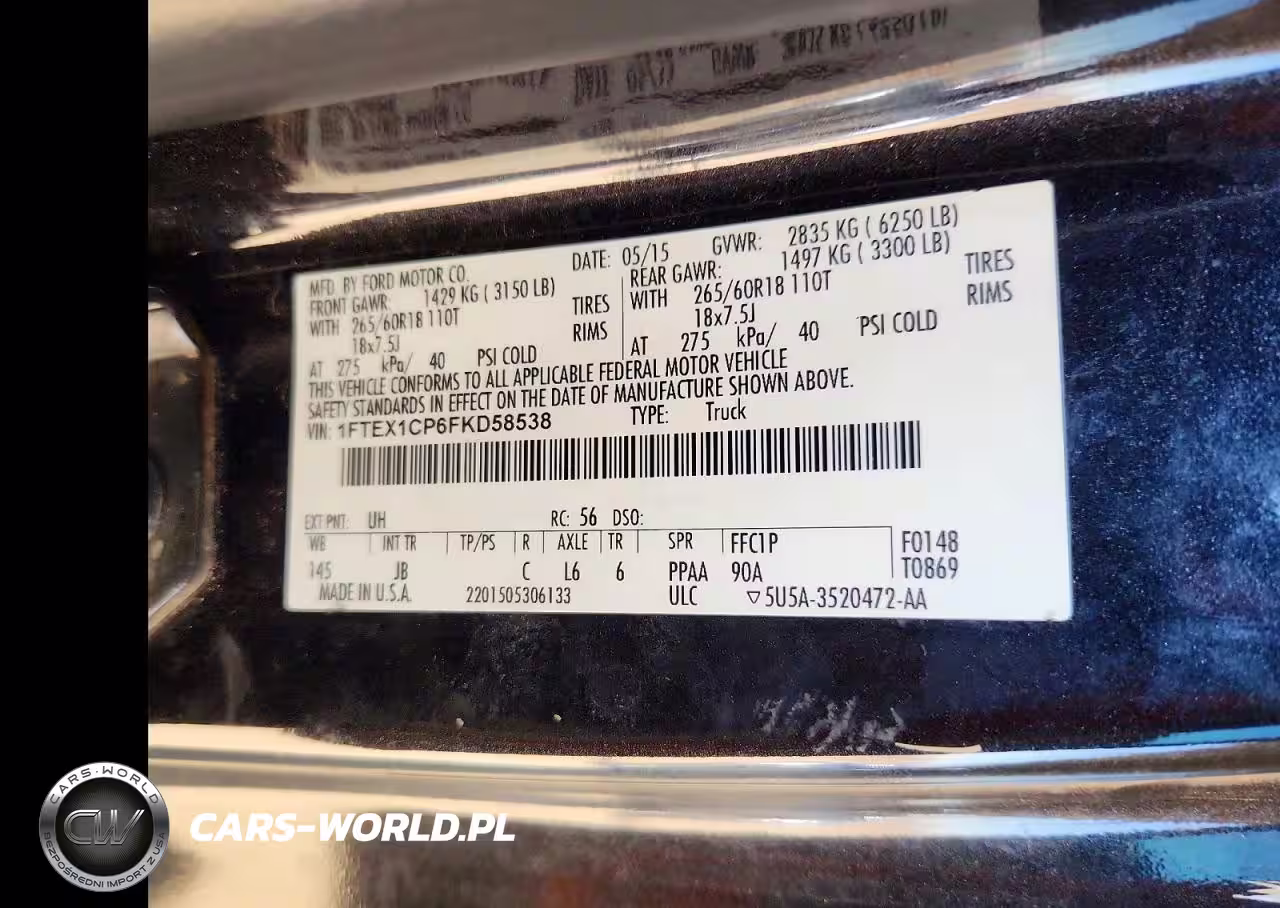 MFD. BY FORD MOTOR CO. DATE: 05/15 GVWR: 2835 KG ( 6250 LB)
FRONT GAWR: 1429 KG ( 3150 LB) REAR GAWR: 1497 KG ( 3300 LB)
WITH 265/60R18 110T TIRES WITH 265/60R18 110T TIRES
18x7.5J RIMS 18x7.5J RIMS
AT 275 kPa/ 40 PSI COLD AT 275 kPa/ 40 PSI COLD
THIS VEHICLE CONFORMS TO ALL APPLICABLE FEDERAL MOTOR VEHICLE
SAFETY STANDARDS IN EFFECT ON THE DATE OF MANUFACTURE SHOWN ABOVE.
VIN: 1FTEX1CP6FKD58538 TYPE: Truck
EXT PNT: UH RC: 56 DSO:
WB INT TR TP/PS R AXLE TR SPR FFC1P F0148
145 JB C L6 6 PPAA 90A T0869
MADE IN U.S.A. 2201505306133 ULC ▽5U5A-3520472-AA
CARS-WORLD
CW
BEZPOŚREDNI IMPORT Z USA
CARS-WORLD.PL